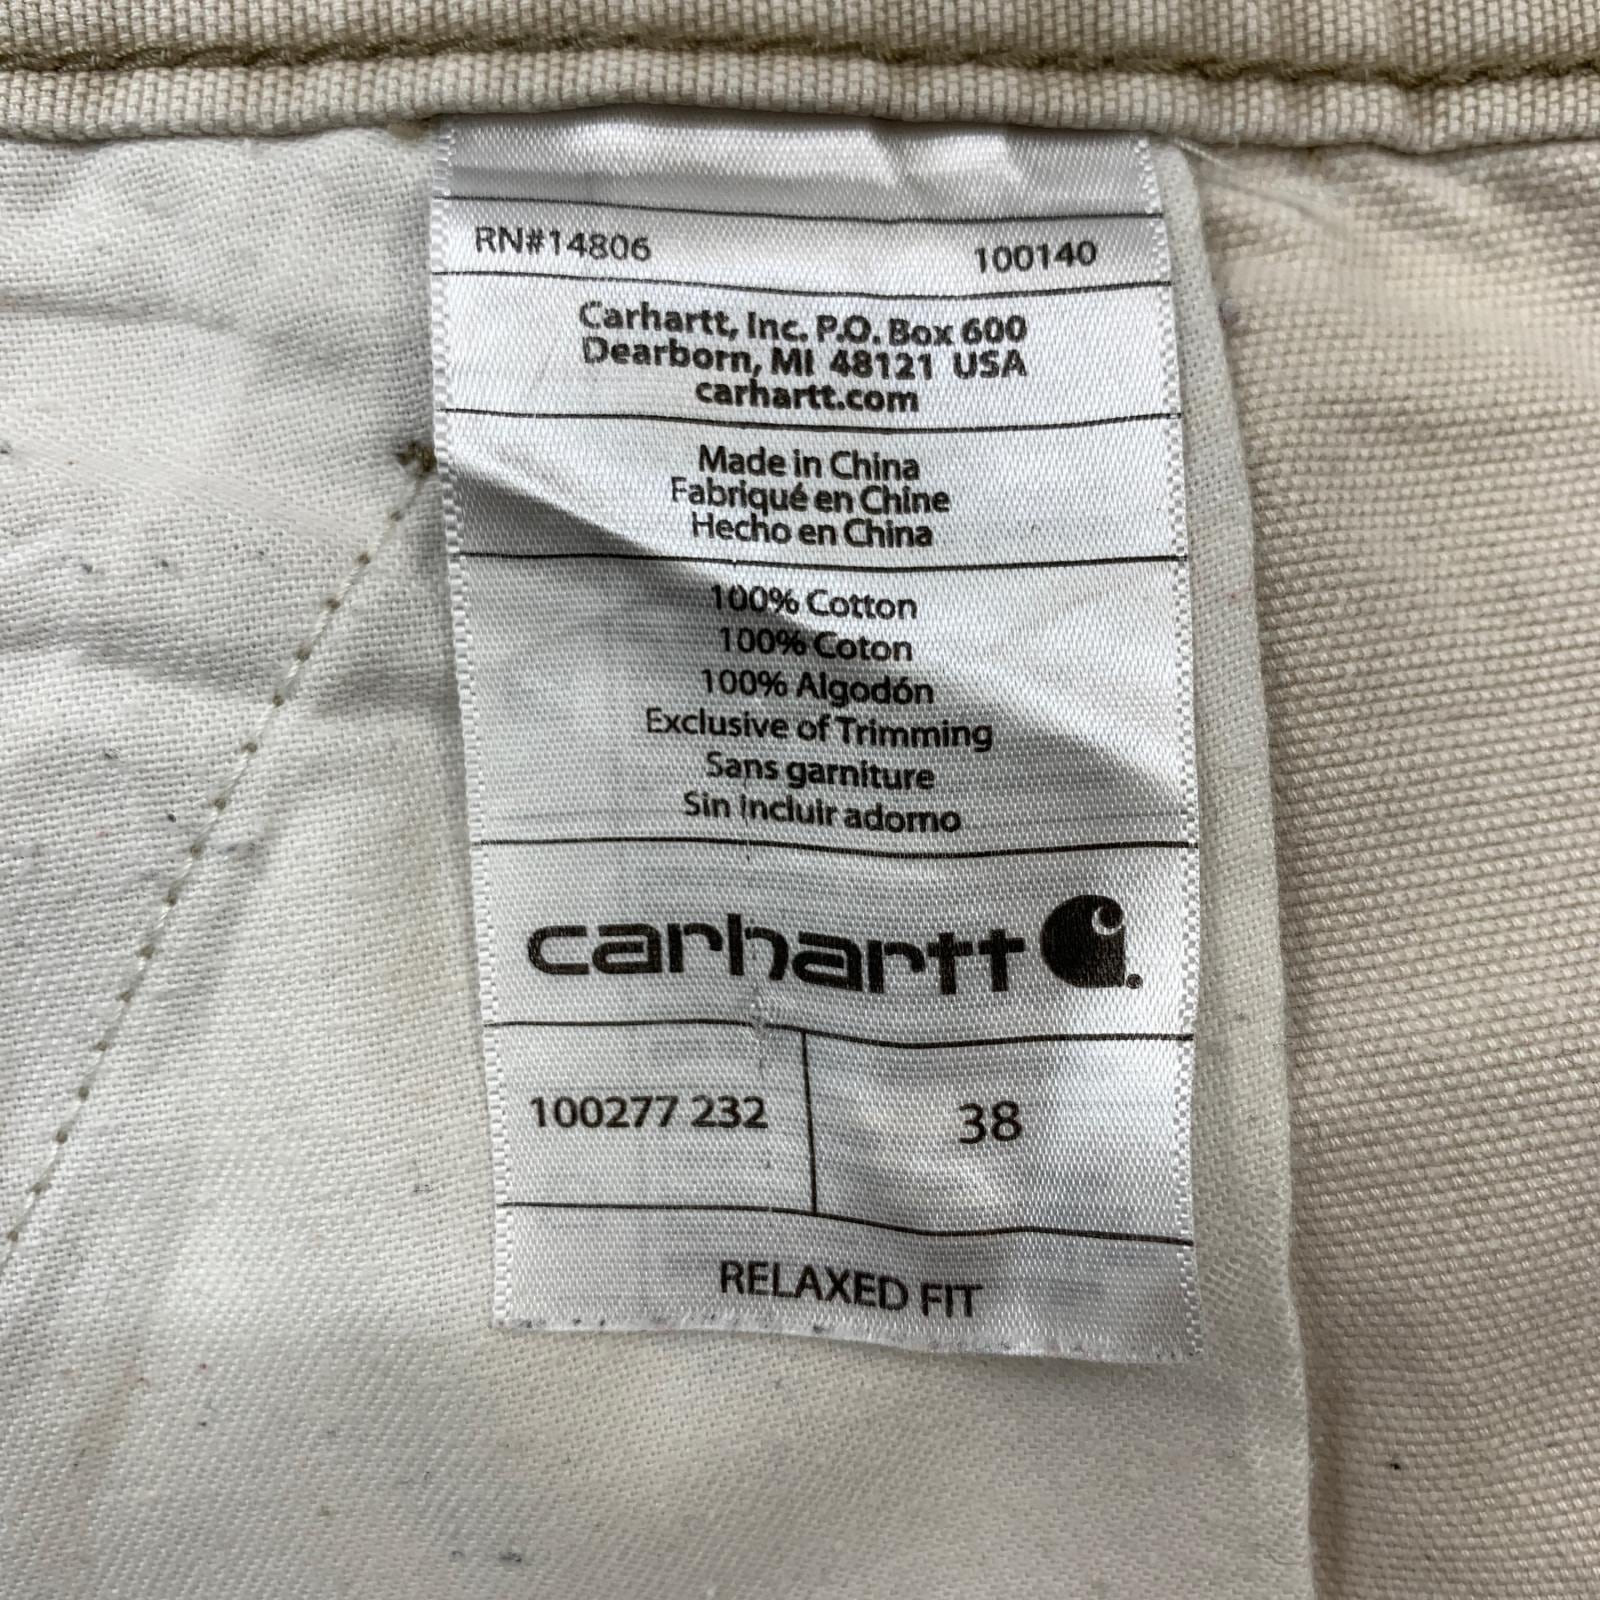 RN#14806 100140
Carhartt, Inc. P.O. Box 600
Dearborn, MI 48121 USA
carhartt.com
Made in China
Fabriqué en Chine
Hecho en China
100% Cotton
100% Coton
100% Algodón
Exclusive of Trimming
Sans garniture
Sin incluir adorno
carhartt
100277 232 38
RELAXED FIT